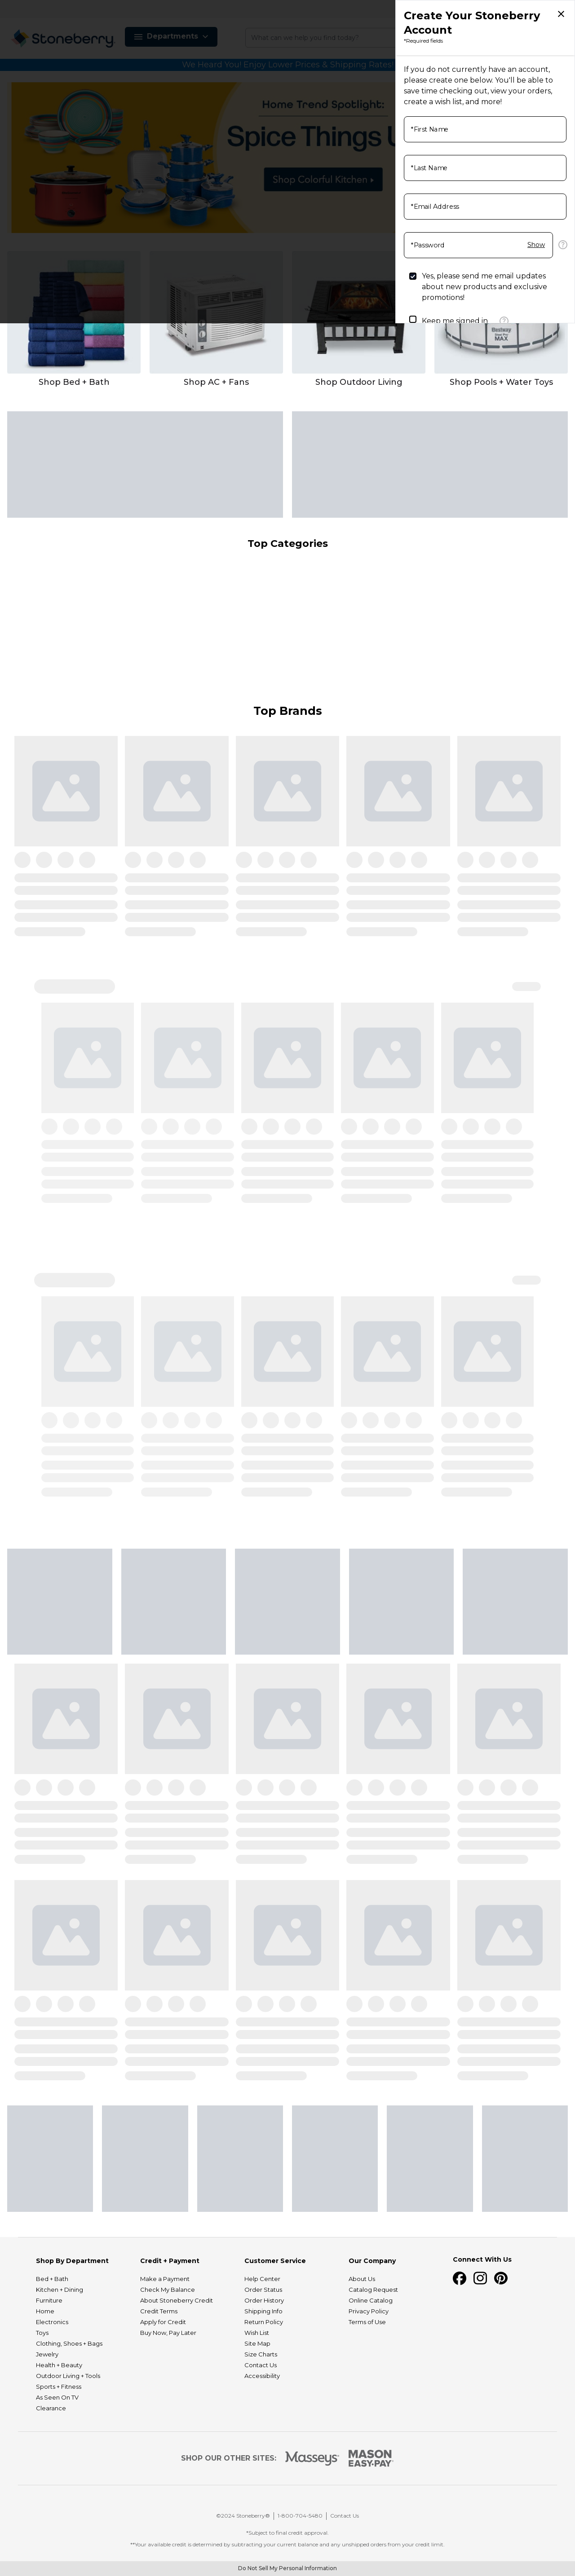 Stoneberry
Departments
What can we help you find today?
We Heard You! Enjoy Lower Prices & Shipping Rates!
Home Trend Spotlight:
Spice Things U
Shop Colorful Kitchen
Create Your Stoneberry
Account
*Required fields
If you do not currently have an account,
please create one below. You'll be able to
save time checking out, view your orders,
create a wish list, and more!
*First Name
*Last Name
*Email Address
*Password
Show
?
Yes, please send me email updates
about new products and exclusive
promotions!
Keep me signed in
?
Bestway
MAX
Shop Bed + Bath
Shop AC + Fans
Shop Outdoor Living
Shop Pools + Water Toys
Top Categories
Top Brands
Shop By Department
Bed + Bath
Kitchen + Dining
Furniture
Home
Electronics
Toys
Clothing, Shoes + Bags
Jewelry
Health + Beauty
Outdoor Living + Tools
Sports + Fitness
As Seen On TV
Clearance
Credit + Payment
Make a Payment
Check My Balance
About Stoneberry Credit
Credit Terms
Apply for Credit
Buy Now, Pay Later
Customer Service
Help Center
Order Status
Order History
Shipping Info
Return Policy
Wish List
Site Map
Size Charts
Contact Us
Accessibility
Our Company
About Us
Catalog Request
Online Catalog
Privacy Policy
Terms of Use
Connect With Us
SHOP OUR OTHER SITES:
Masseys
MASON
EASY-PAY
©2024 Stoneberry®
1-800-704-5480
Contact Us
*Subject to final credit approval.
**Your available credit is determined by subtracting your current balance and any unshipped orders from your credit limit.
Do Not Sell My Personal Information